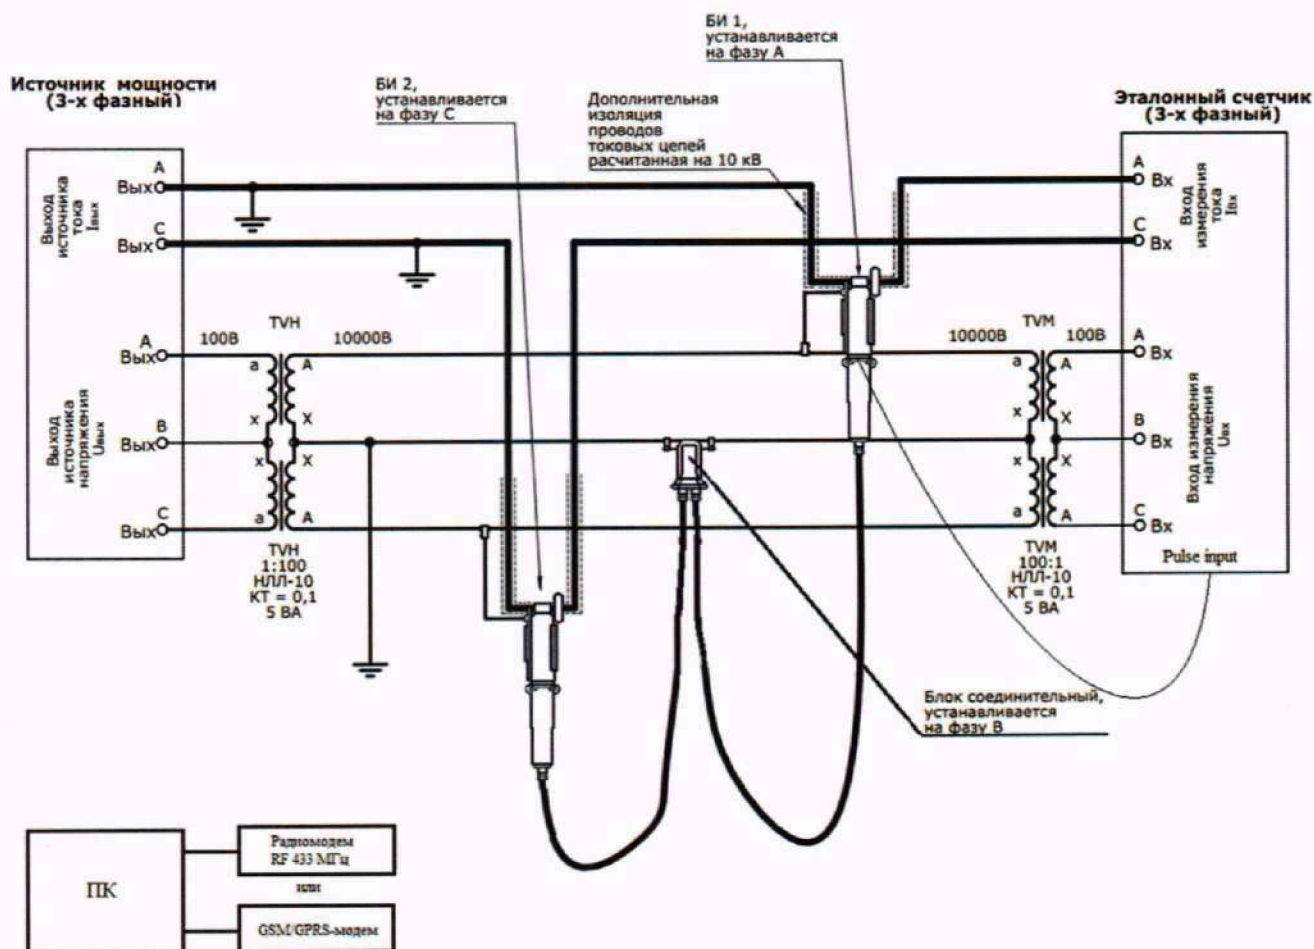 БИ 1,
устанавливается
на фазу А
Источник мощности
(3-х фазный)
БИ 2,
устанавливается
на фазу С
Дополнительная
изоляция
проводов
токовых цепей
расчитанная на 10 кВ
Эталонный счетчик
(3-х фазный)
Выход
источника
тока
Iвых
А
Вых
С
Вых
А
Вх
С
Вх
Вход
измерения
тока
Iвх
Выход
источника
напряжения
Uвых
А
Вых
В
Вых
С
Вых
100В
TVH
10000В
а
А
х
Х
х
Х
а
А
TVH
1:100
НЛЛ-10
КТ = 0,1
5 ВА
10000В
TVM
100В
а
А
х
Х
х
Х
а
А
TVM
100:1
НЛЛ-10
КТ = 0,1
5 ВА
А
Вх
В
Вх
С
Вх
Вход измерения
напряжения
Uвх
Pulse input
Блок соединительный,
устанавливается
на фазу В
ПК
Радиомодем
RF 433 МГц
или
GSM/GPRS-модем